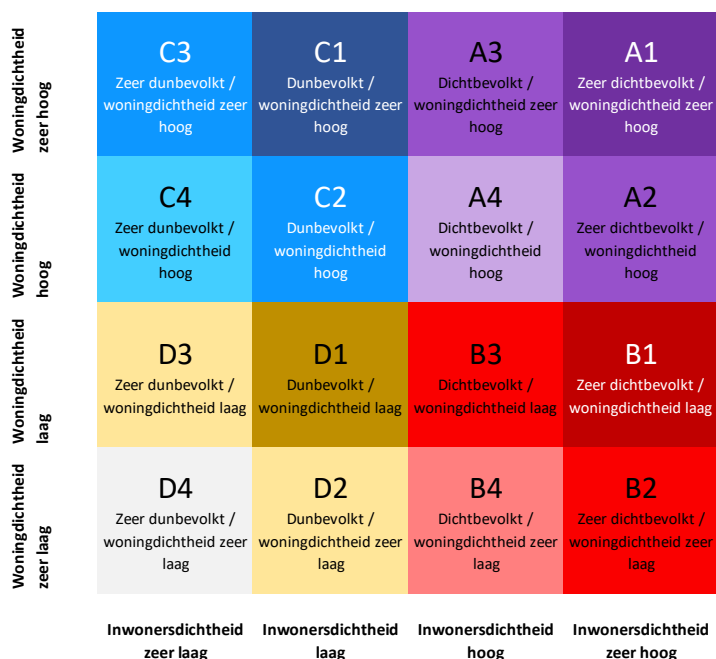 Woningdichtheid
zeer hoog
C3
Zeer dunbevolkt /
woningdichtheid zeer
hoog
C1
Dunbevolkt /
woningdichtheid zeer
hoog
A3
Dichtbevolkt /
woningdichtheid zeer
hoog
A1
Zeer dichtbevolkt /
woningdichtheid zeer
hoog
Woningdichtheid
hoog
C4
Zeer dunbevolkt /
woningdichtheid
hoog
C2
Dunbevolkt /
woningdichtheid
hoog
A4
Dichtbevolkt /
woningdichtheid
hoog
A2
Zeer dichtbevolkt /
woningdichtheid
hoog
Woningdichtheid
laag
D3
Zeer dunbevolkt /
woningdichtheid laag
D1
Dunbevolkt /
woningdichtheid laag
B3
Dichtbevolkt /
woningdichtheid laag
B1
Zeer dichtbevolkt /
woningdichtheid laag
Woningdichtheid
zeer laag
D4
Zeer dunbevolkt /
woningdichtheid zeer
laag
D2
Dunbevolkt /
woningdichtheid zeer
laag
B4
Dichtbevolkt /
woningdichtheid zeer
laag
B2
Zeer dichtbevolkt /
woningdichtheid zeer
laag
Inwonersdichtheid
zeer laag
Inwonersdichtheid
laag
Inwonersdichtheid
hoog
Inwonersdichtheid
zeer hoog